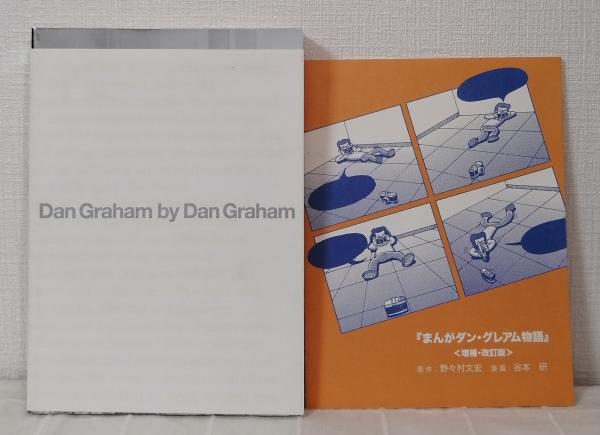 Dan Graham by Dan Graham
『まんがダン・グレアム物語』
＜増補・改訂版＞
原作：野々村文宏 漫画：谷本 研